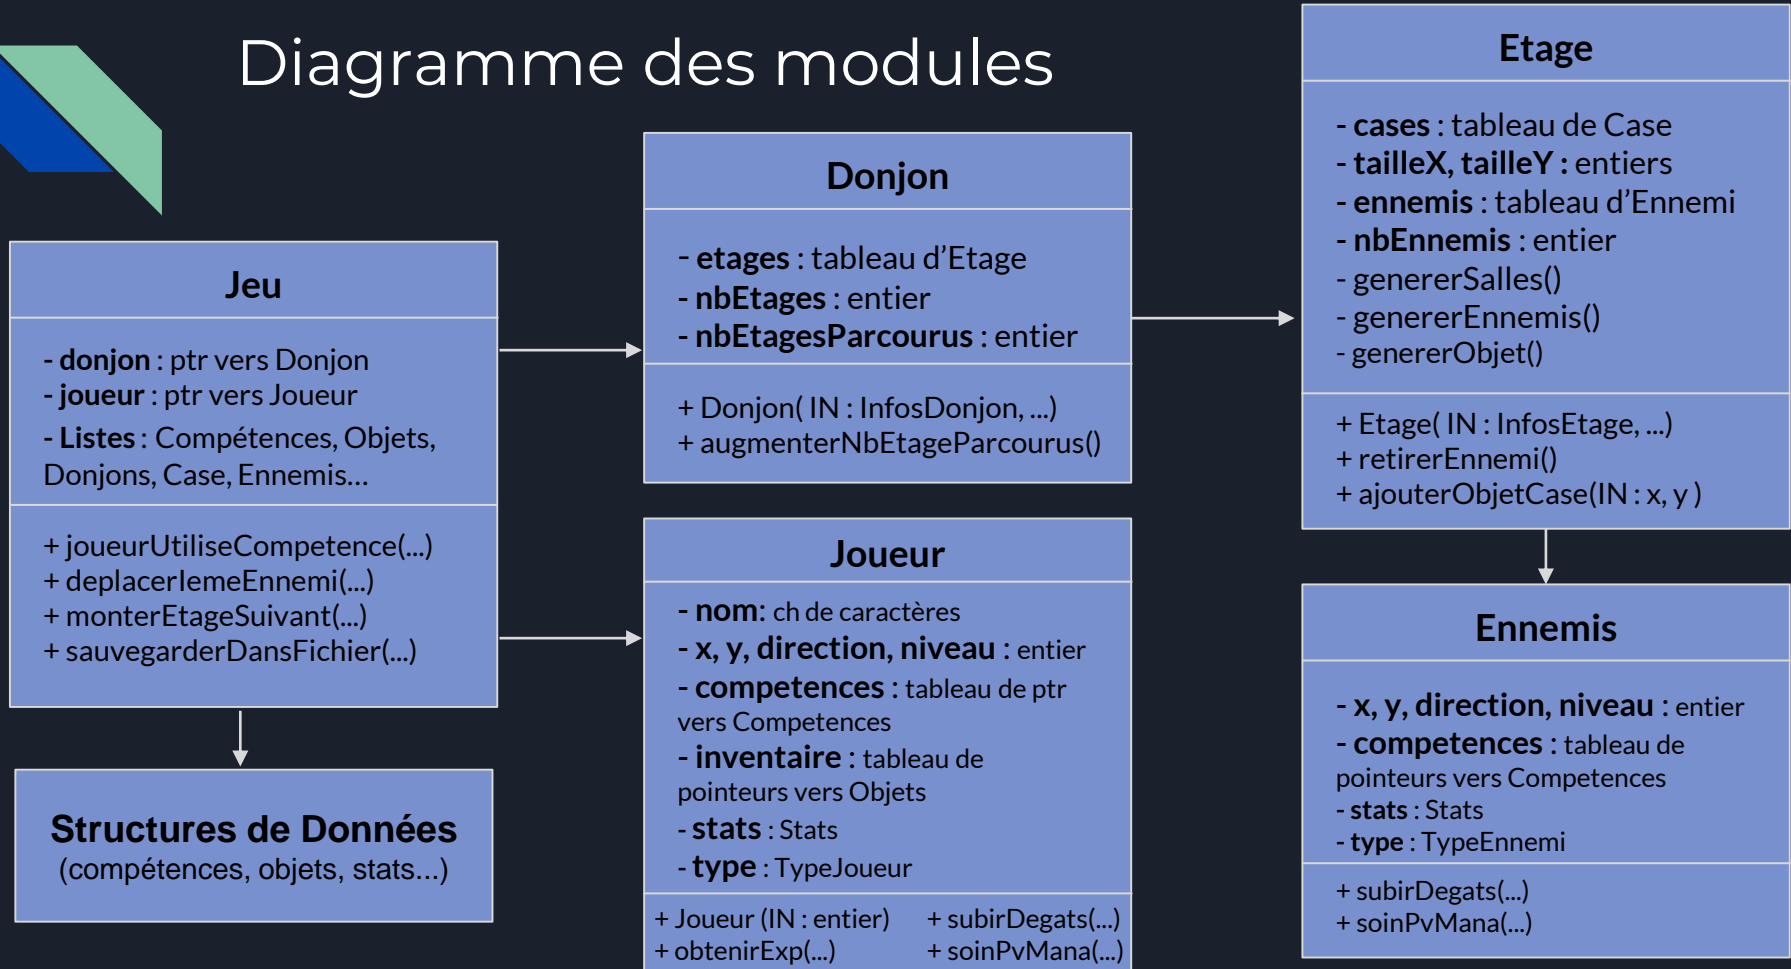 Diagramme des modules
Jeu
- donjon : ptr vers Donjon
- joueur : ptr vers Joueur
- Listes : Compétences, Objets,
Donjons, Case, Ennemis...
+ joueurUtiliseCompetence(...)
+ deplacerIemeEnnemi(...)
+ monterEtageSuivant(...)
+ sauvegarderDansFichier(...)
Structures de Données
(compétences, objets, stats...)
Donjon
- etages : tableau d’Etage
- nbEtages : entier
- nbEtagesParcourus : entier
+ Donjon( IN : InfosDonjon, ...)
+ augmenterNbEtageParcourus()
Joueur
- nom: ch de caractères
- x, y, direction, niveau : entier
- competences : tableau de ptr
vers Competences
- inventaire : tableau de
pointeurs vers Objets
- stats : Stats
- type : TypeJoueur
+ Joueur (IN : entier) + subirDegats(...)
+ obtenirExp(...) + soinPvMana(...)
Etage
- cases : tableau de Case
- tailleX, tailleY : entiers
- ennemis : tableau d’Ennemi
- nbEnnemis : entier
- genererSalles()
- genererEnnemis()
- genererObjet()
+ Etage( IN : InfosEtage, ...)
+ retirerEnnemi()
+ ajouterObjetCase(IN : x, y )
Ennemis
- x, y, direction, niveau : entier
- competences : tableau de
pointeurs vers Competences
- stats : Stats
- type : TypeEnnemi
+ subirDegats(...)
+ soinPvMana(...)